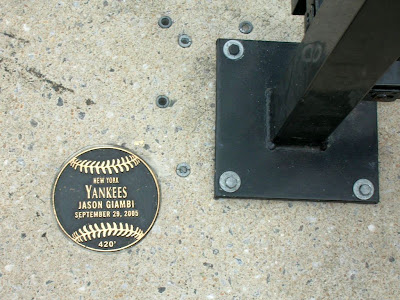 NEW YORK
YANKEES
JASON GIAMBI
SEPTEMBER 29, 2005
420'